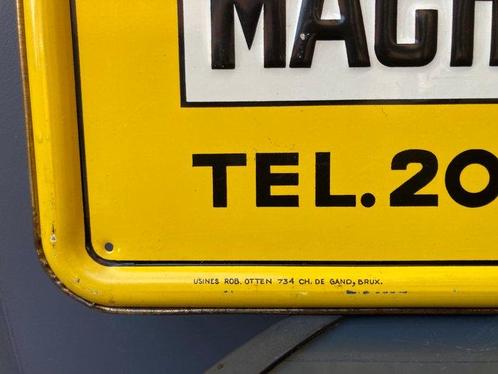 MACH
TEL. 20
USINES ROB. OTTEN 734 CH. DE GAND, BRUX.